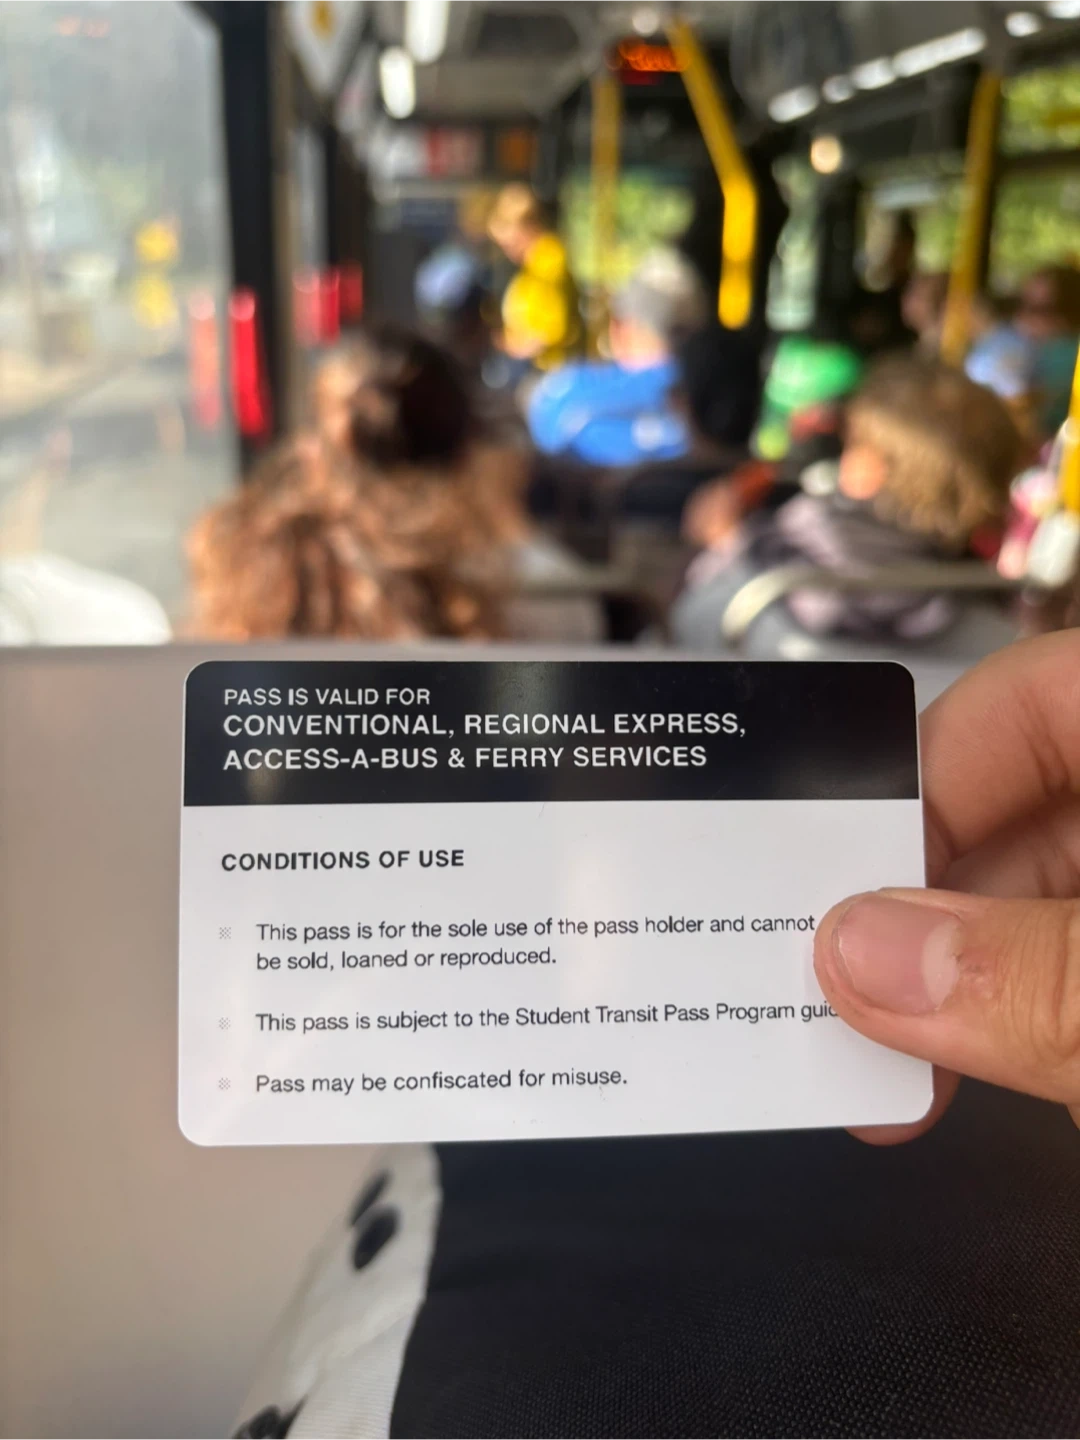 PASS IS VALID FOR
CONVENTIONAL, REGIONAL EXPRESS,
ACCESS-A-BUS & FERRY SERVICES
CONDITIONS OF USE
This pass is for the sole use of the pass holder and cannot
be sold, loaned or reproduced.
This pass is subject to the Student Transit Pass Program
Pass may be confiscated for misuse.